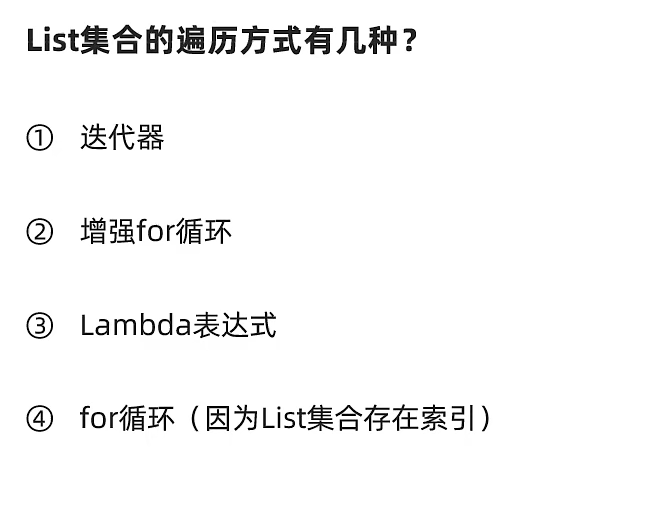 List集合的遍历方式有几种？
① 迭代器
② 增强for循环
③ Lambda表达式
④ for循环（因为List集合存在索引）